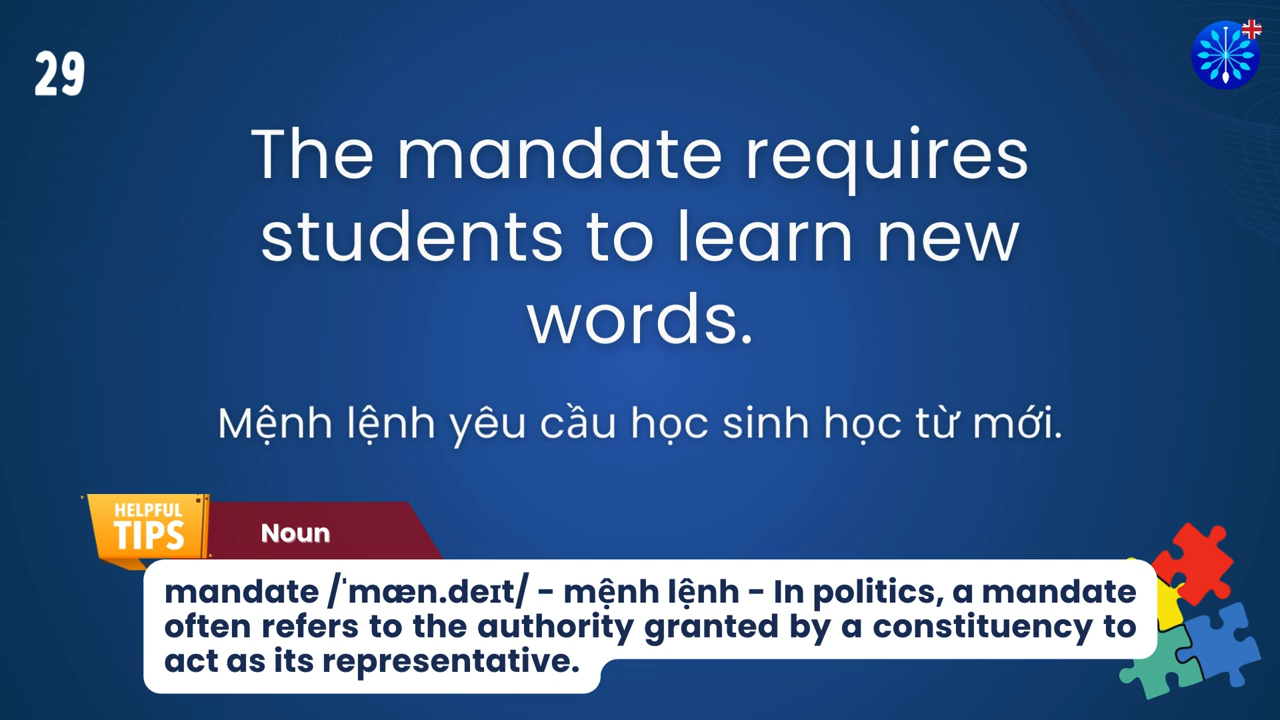 29
The mandate requires
students to learn new
words.
Mệnh lệnh yêu cầu học sinh học từ mới.
HELPFUL
TIPS
Noun
mandate /ˈmæn.deɪt/ - mệnh lệnh - In politics, a mandate
often refers to the authority granted by a constituency to
act as its representative.